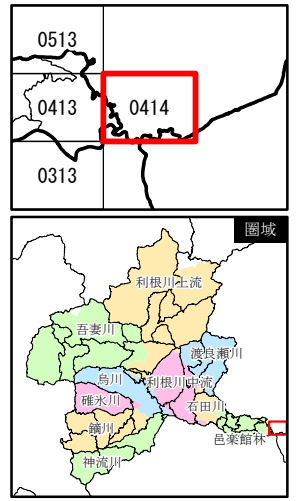 0513
0413
0414
0313
圏域
利根川上流
吾妻川
渡良瀬川
烏川
利根川中流
碓氷川
石田川
鏑川
邑楽館林
神流川